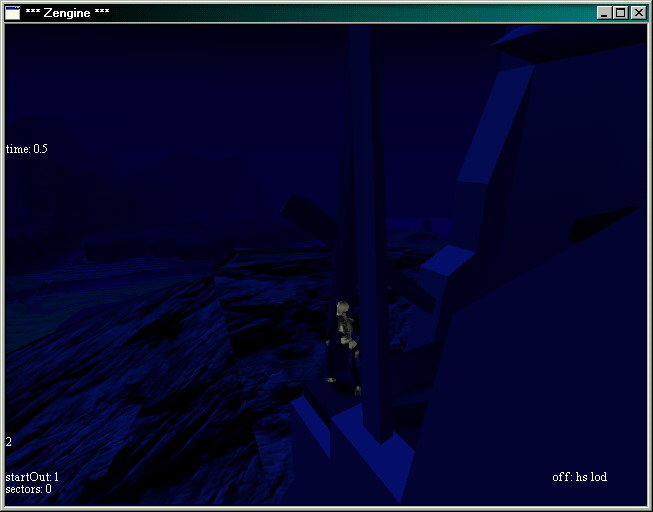 *** Zengine ***
time: 0.5
2
startOut: 1
off: hs lod
sectors: 0